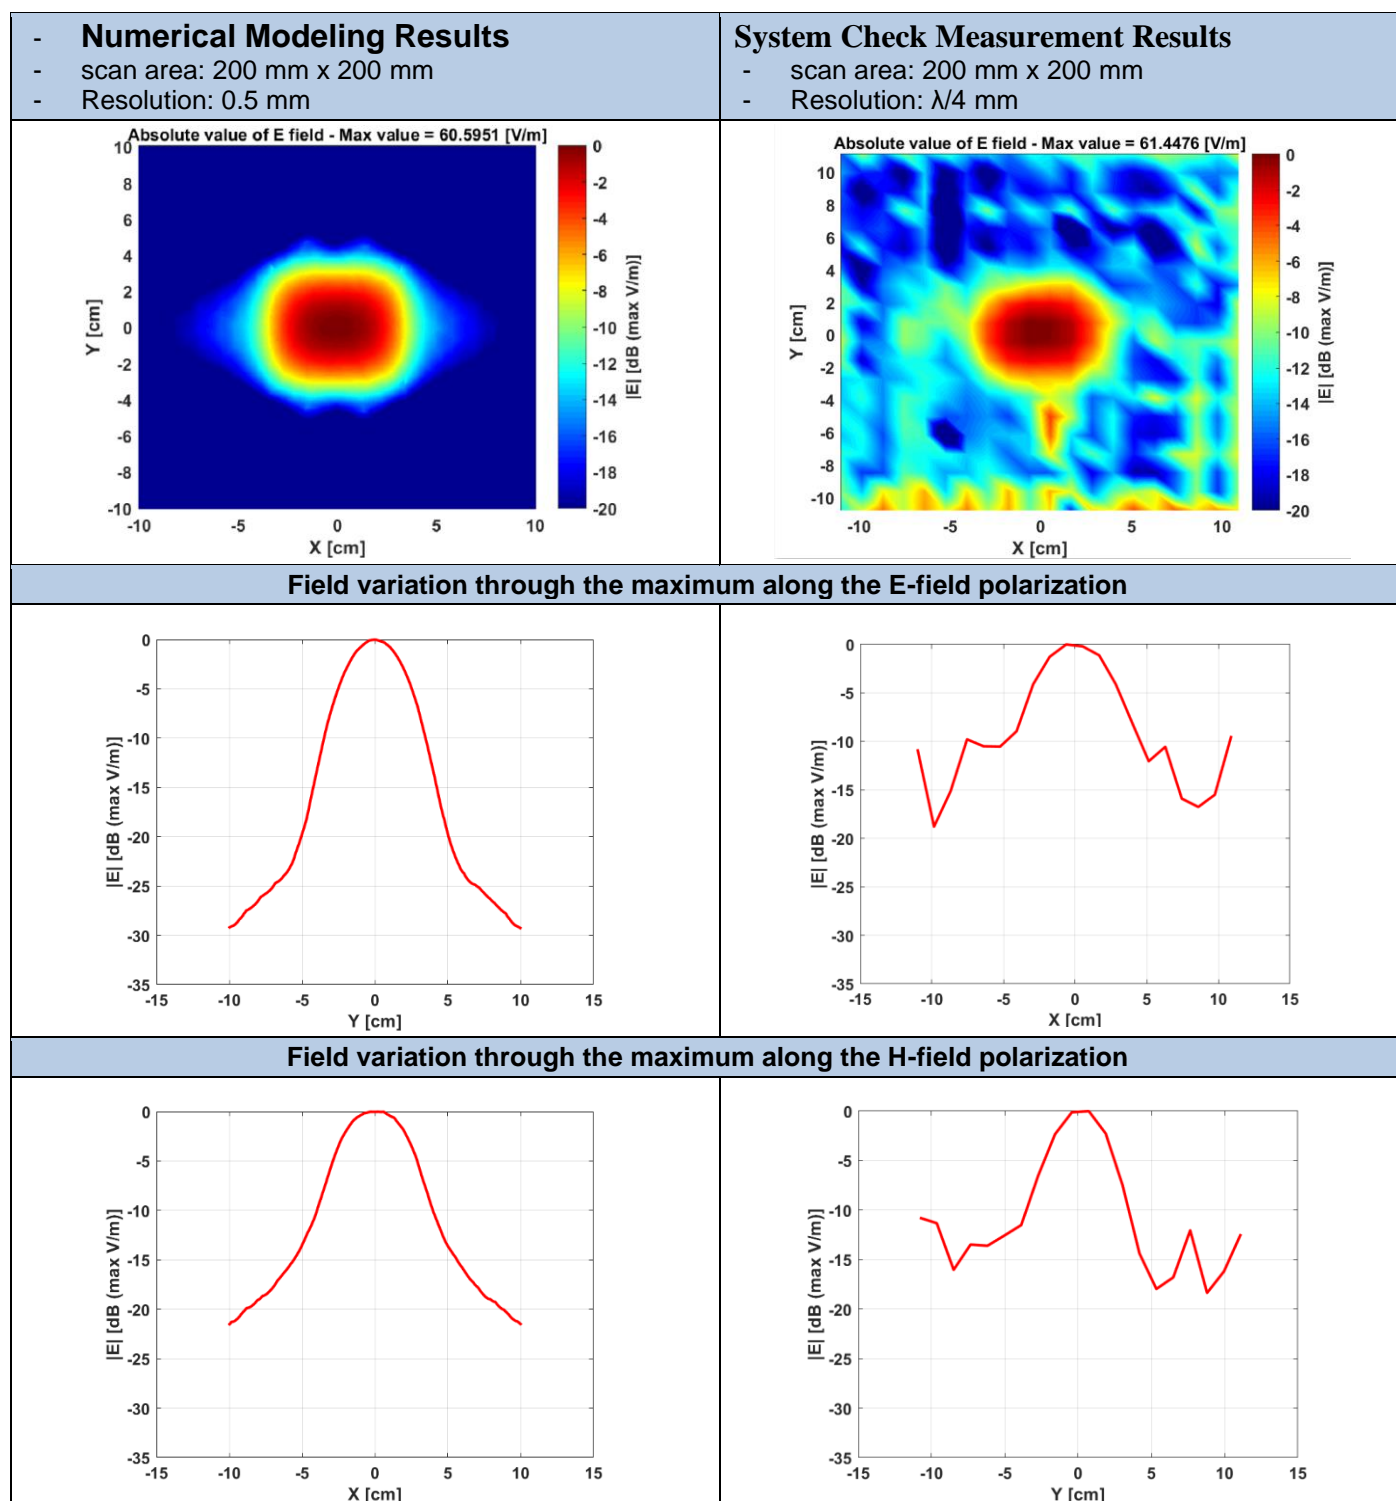 - Numerical Modeling Results
- scan area: 200 mm x 200 mm
- Resolution: 0.5 mm
System Check Measurement Results
- scan area: 200 mm x 200 mm
- Resolution: λ/4 mm
Absolute value of E field - Max value = 60.5951 [V/m]
10
8
6
4
2
0
-2
-4
-6
-8
-10
Y [cm]
-10 -5 0 5 10
X [cm]
0
-2
-4
-6
-8
-10
-12
-14
-16
-18
-20
|E| [dB (max V/m)]
Absolute value of E field - Max value = 61.4476 [V/m]
10
8
6
4
2
0
-2
-4
-6
-8
-10
Y [cm]
-10 -5 0 5 10
X [cm]
0
-2
-4
-6
-8
-10
-12
-14
-16
-18
-20
|E| [dB (max V/m)]
Field variation through the maximum along the E-field polarization
0
-5
-10
-15
-20
-25
-30
-35
|E| [dB (max V/m)]
-15 -10 -5 0 5 10 15
Y [cm]
0
-5
-10
-15
-20
-25
-30
-35
|E| [dB (max V/m)]
-15 -10 -5 0 5 10 15
X [cm]
Field variation through the maximum along the H-field polarization
0
-5
-10
-15
-20
-25
-30
-35
|E| [dB (max V/m)]
-15 -10 -5 0 5 10 15
X [cm]
0
-5
-10
-15
-20
-25
-30
-35
|E| [dB (max V/m)]
-15 -10 -5 0 5 10 15
Y [cm]